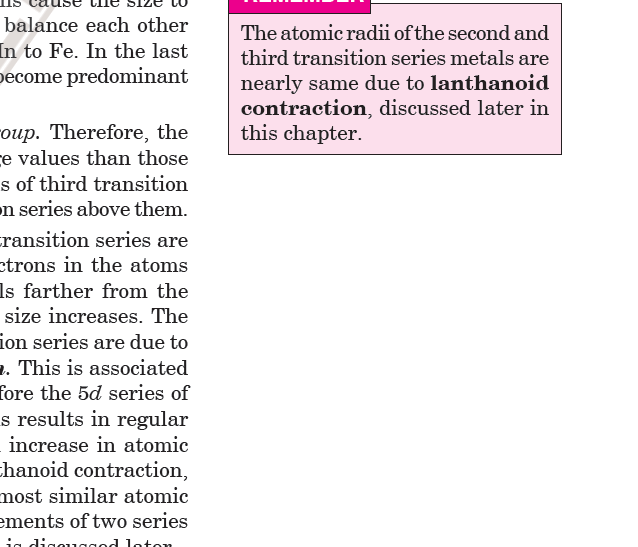 cause the size to
balance each other
In to Fe. In the last
become predominant
oup. Therefore, the
e values than those
s of third transition
on series above them.
transition series are
ctrons in the atoms
ls farther from the
size increases. The
ion series are due to
This is associated
fore the 5d series of
s results in regular
increase in atomic
thanoid contraction,
most similar atomic
ements of two series
is discussed later
REMEMBER
The atomic radii of the second and
third transition series metals are
nearly same due to lanthanoid
contraction, discussed later in
this chapter.